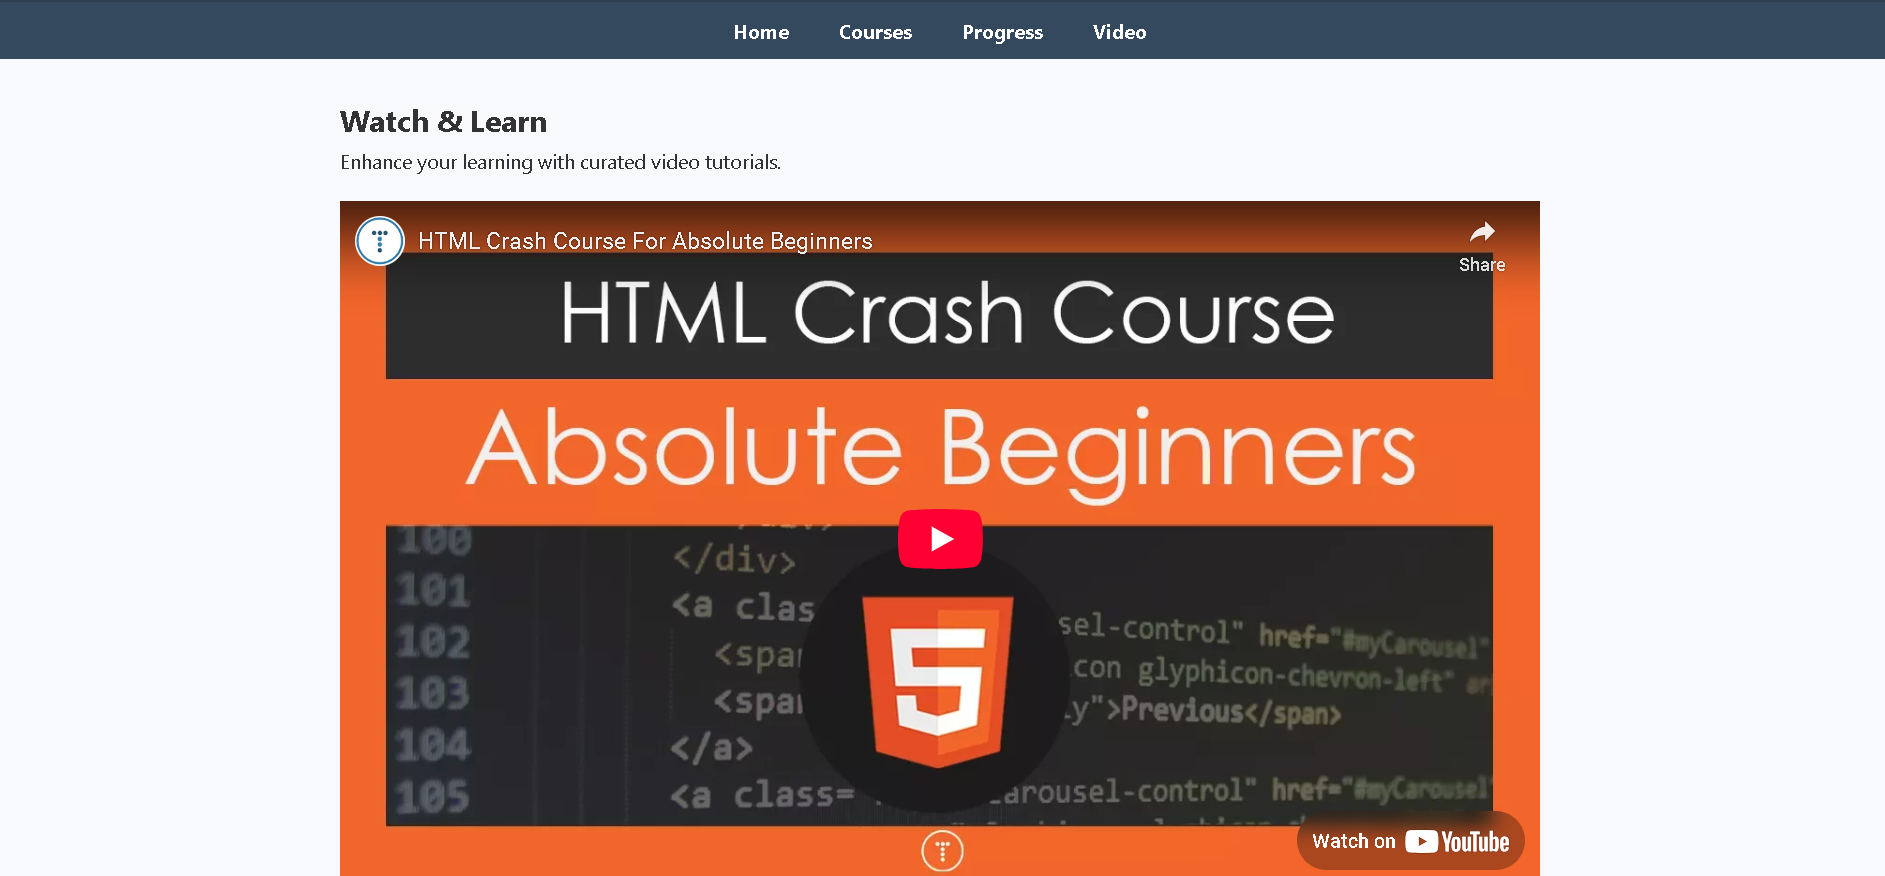 Home Courses Progress Video
Watch & Learn
Enhance your learning with curated video tutorials.
HTML Crash Course For Absolute Beginners
Share
HTML Crash Course
Absolute Beginners
100
</div>
101
<a clas
sel-control" href="#myCarousel"
102
<spa
con glyphicon-chevron-left"
103
<spa
y">Previous</span>
104
</a>
105
<a class=
arousel-control" href="#myCarousel"
5
Watch on YouTube